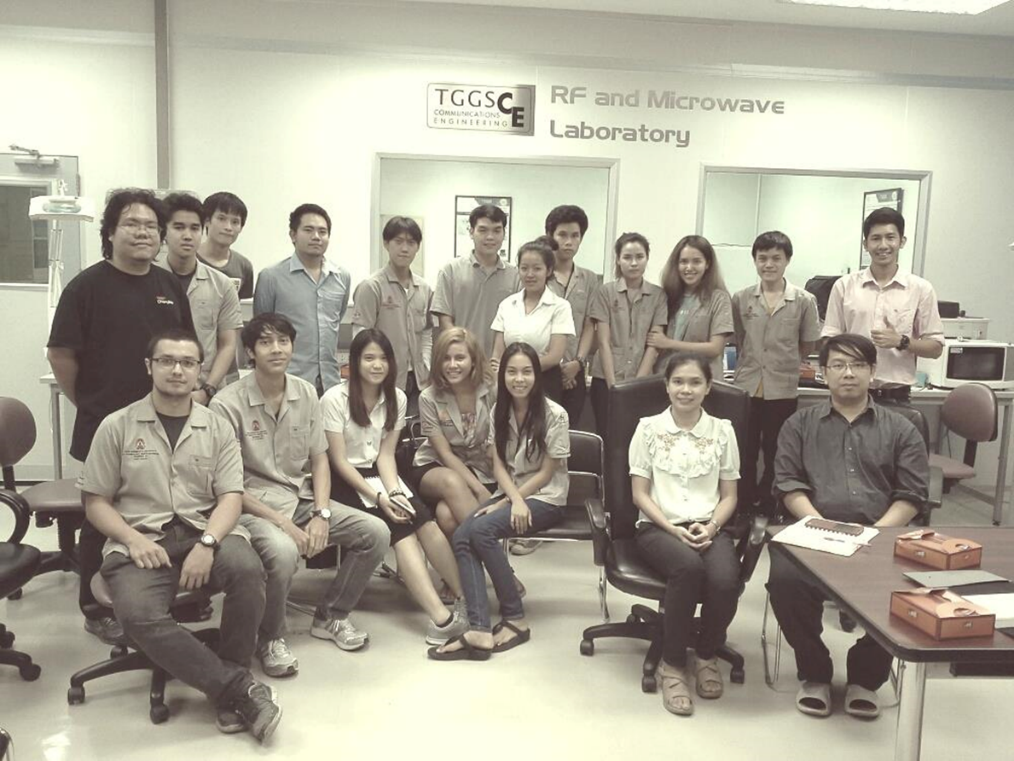 TGGS CE
COMMUNICATIONS
ENGINEERING
RF and Microwave
Laboratory